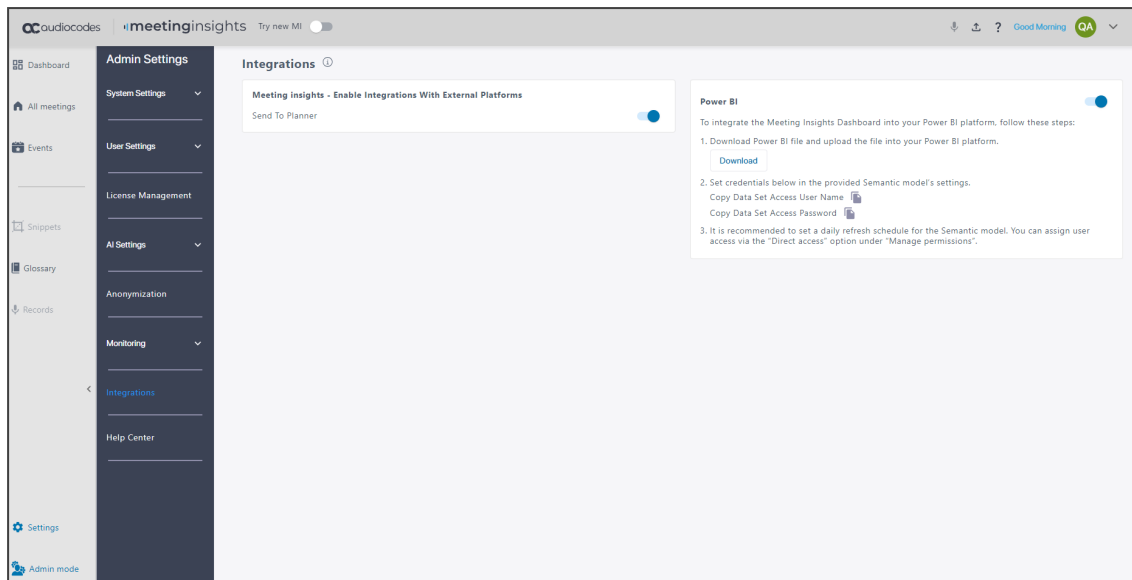 audiocodes meetinginsights Try new MI ? Good Morning QA
Dashboard
All meetings
Events
Snippets
Glossary
Records
Settings
Admin mode
Admin Settings
System Settings
User Settings
License Management
AI Settings
Anonymization
Monitoring
Integrations
Help Center
Integrations
Meeting insights - Enable Integrations With External Platforms
Send To Planner
Power BI
To integrate the Meeting Insights Dashboard into your Power BI platform, follow these steps:
1. Download Power BI file and upload the file into your Power BI platform.
Download
2. Set credentials below in the provided Semantic model's settings.
Copy Data Set Access User Name
Copy Data Set Access Password
3. It is recommended to set a daily refresh schedule for the Semantic model. You can assign user
access via the "Direct access" option under "Manage permissions".